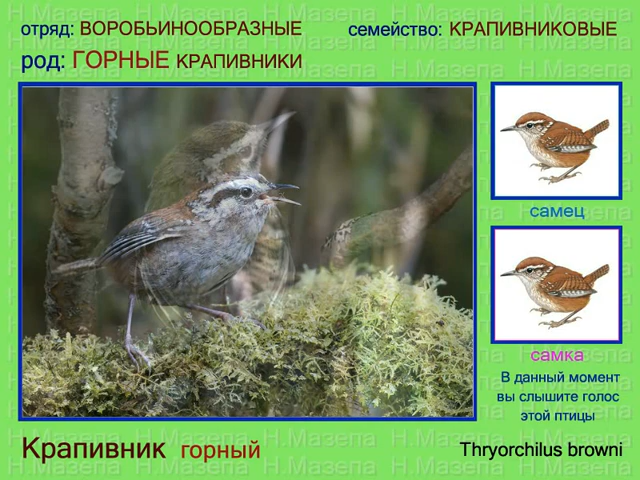 отряд: ВОРОБЬИНООБРАЗНЫЕ семейство: КРАПИВНИКОВЫЕ
род: ГОРНЫЕ КРАПИВНИКИ
самец
самка
В данный момент
вы слышите голос
этой птицы
Крапивник горный
Thryorchilus browni
Н.Мазепа